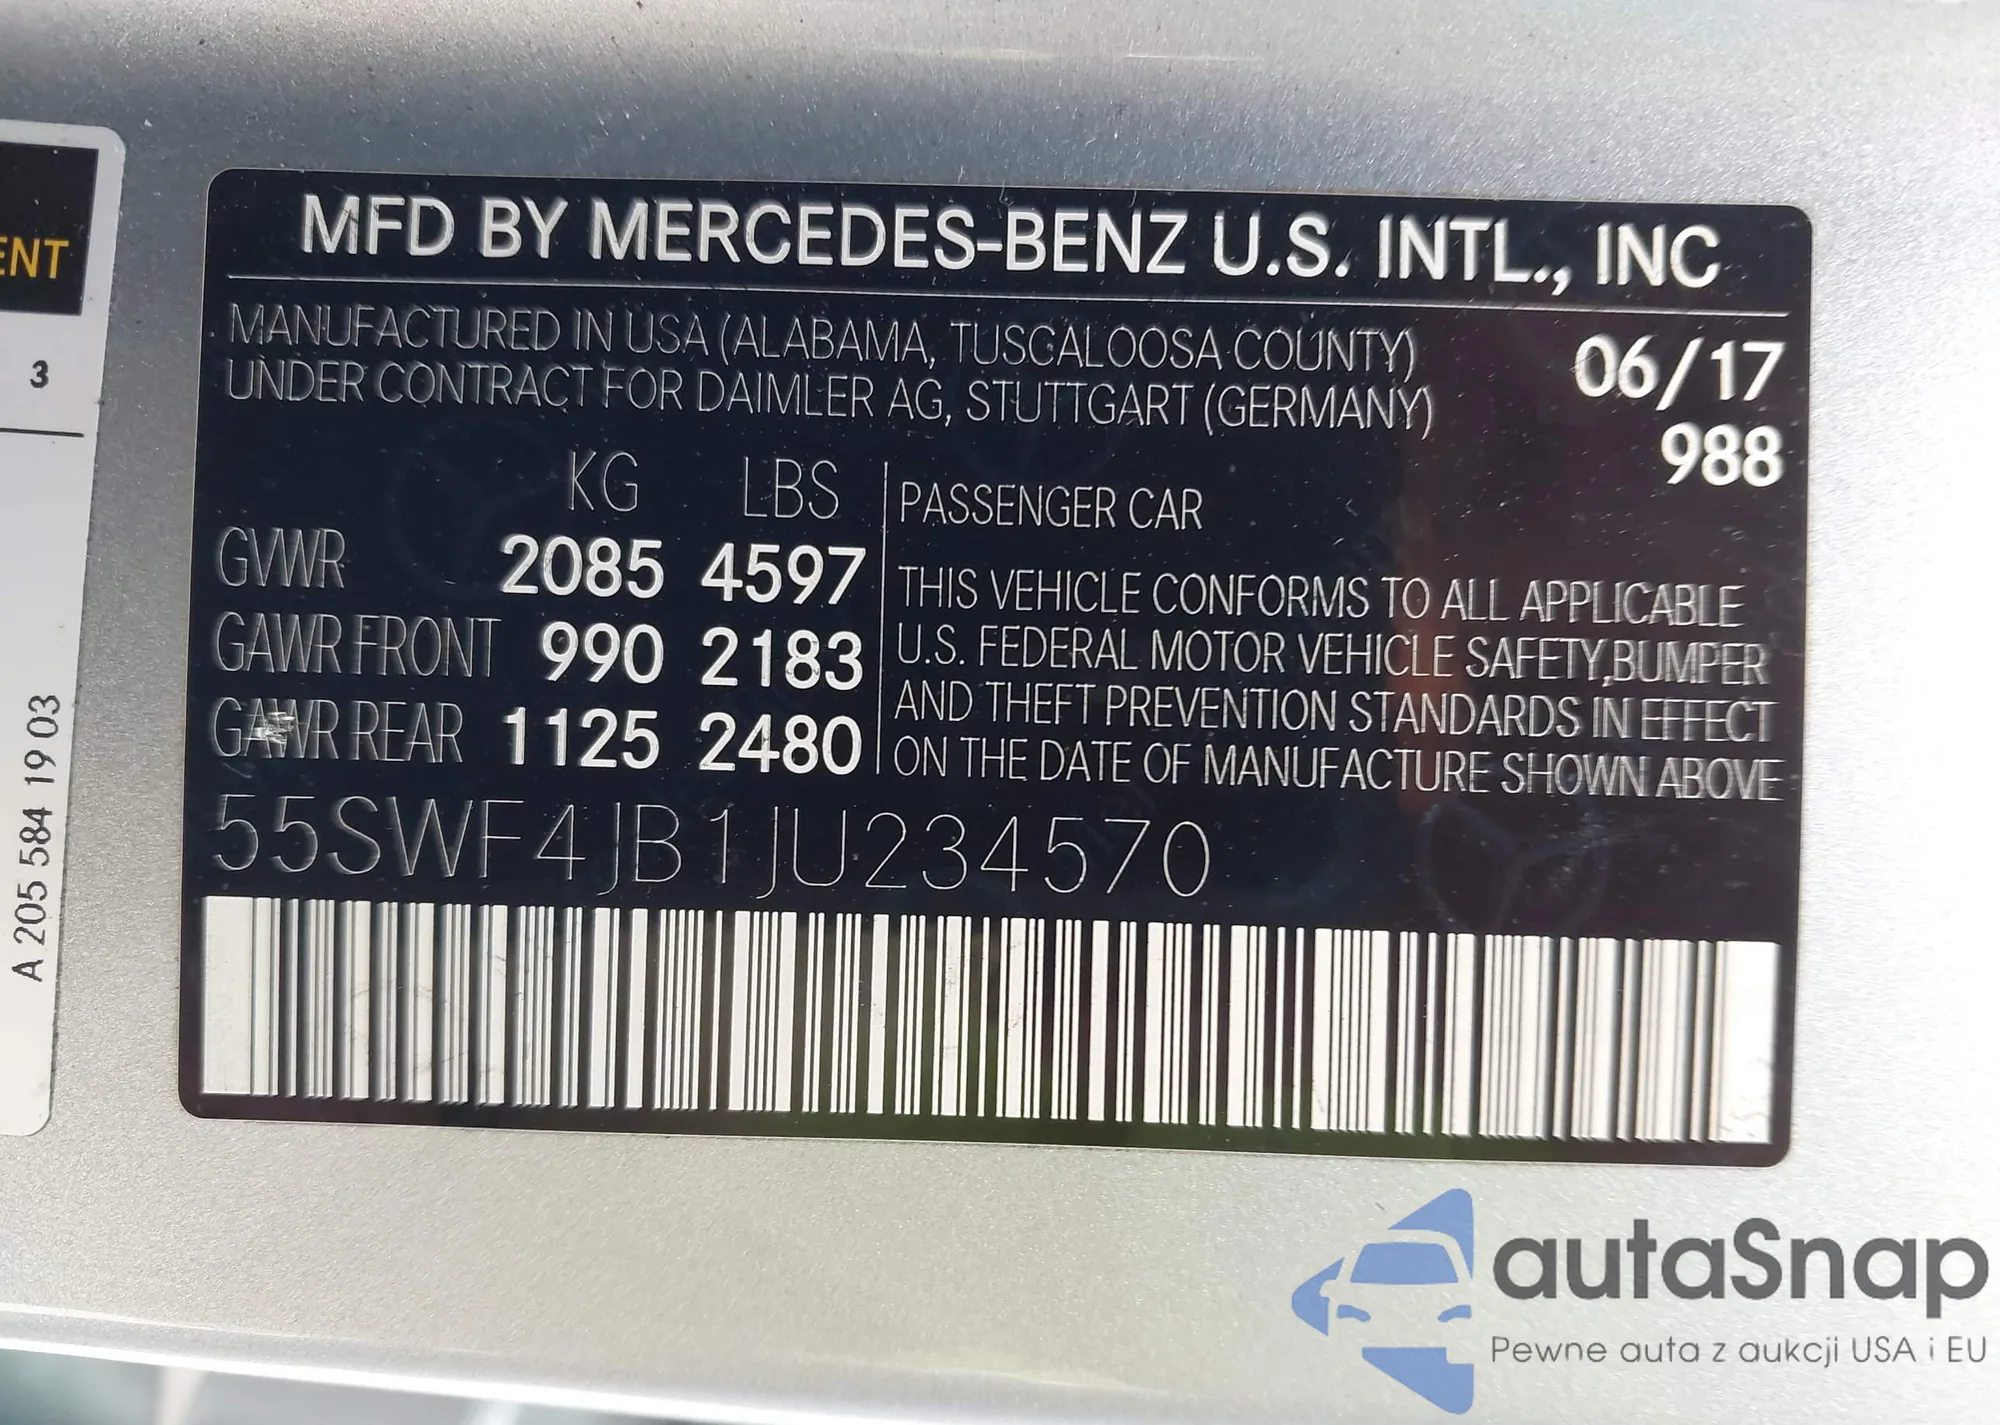 MFD BY MERCEDES-BENZ U.S. INTL., INC
MANUFACTURED IN USA (ALABAMA, TUSCALOOSA COUNTY)
UNDER CONTRACT FOR DAIMLER AG, STUTTGART (GERMANY)
06/17
988
KG LBS
GVWR 2085 4597
GAWR FRONT 990 2183
GAWR REAR 1125 2480
PASSENGER CAR
THIS VEHICLE CONFORMS TO ALL APPLICABLE
U.S. FEDERAL MOTOR VEHICLE SAFETY,BUMPER
AND THEFT PREVENTION STANDARDS IN EFFECT
ON THE DATE OF MANUFACTURE SHOWN ABOVE
55SWF4JB1JU234570
ENT
3
A 205 584 19 03
autaSnap
Pewne auta z aukcji USA i EU